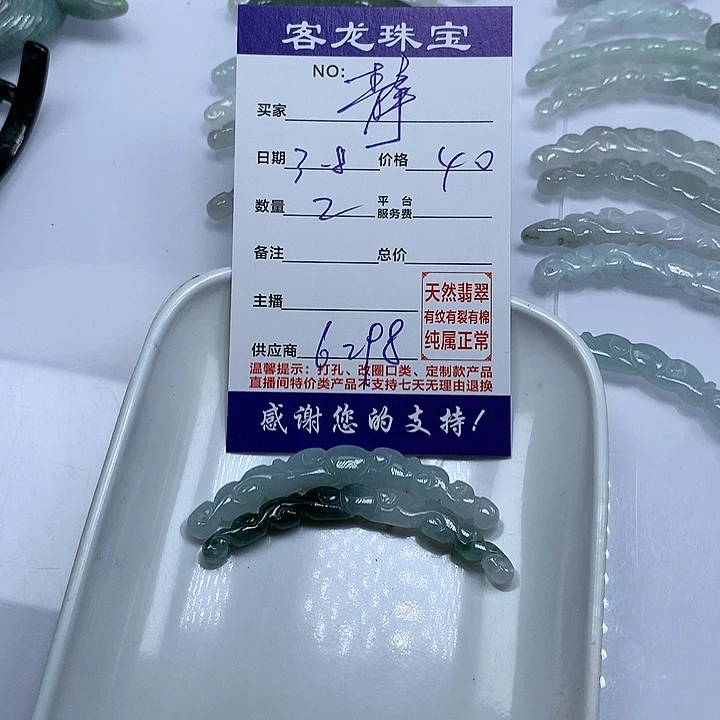 客龙珠宝
NO:
买家 静
日期 3-8 价格 40
数量 2 平台服务费
备注 总价
主播
天然翡翠
有纹有裂有棉
纯属正常
供应商 6298
温馨提示：打孔、改圈口类、定制款产品
直播间特价类产品不支持七天无理由退换
感谢您的支持!